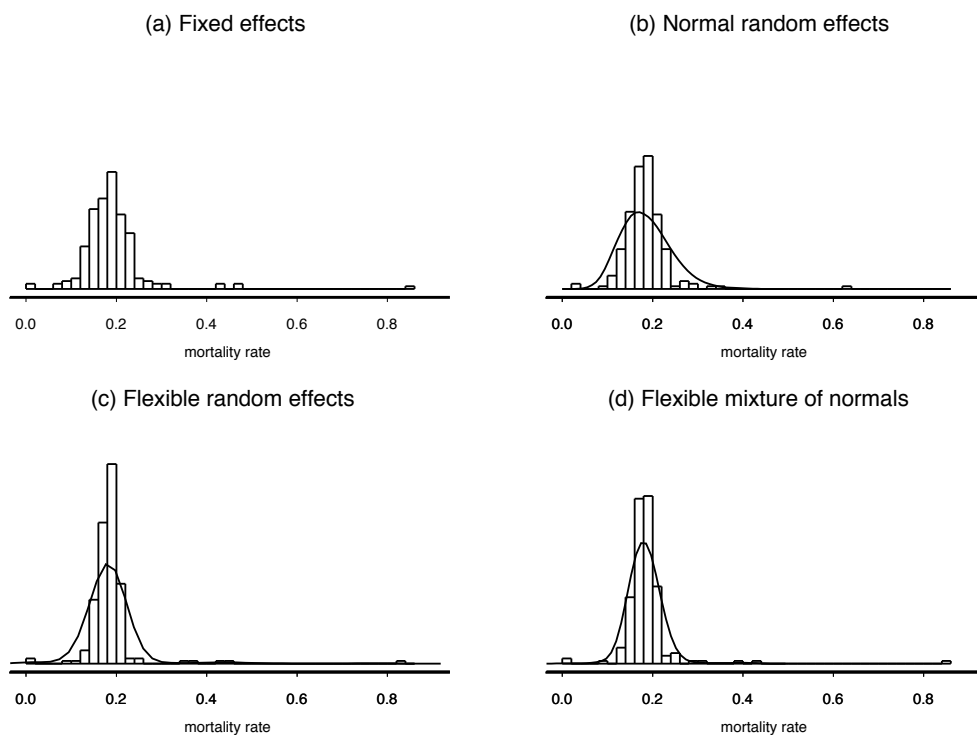 (a) Fixed effects
0.0 0.2 0.4 0.6 0.8
mortality rate
(b) Normal random effects
0.0 0.2 0.4 0.6 0.8
mortality rate
(c) Flexible random effects
0.0 0.2 0.4 0.6 0.8
mortality rate
(d) Flexible mixture of normals
0.0 0.2 0.4 0.6 0.8
mortality rate